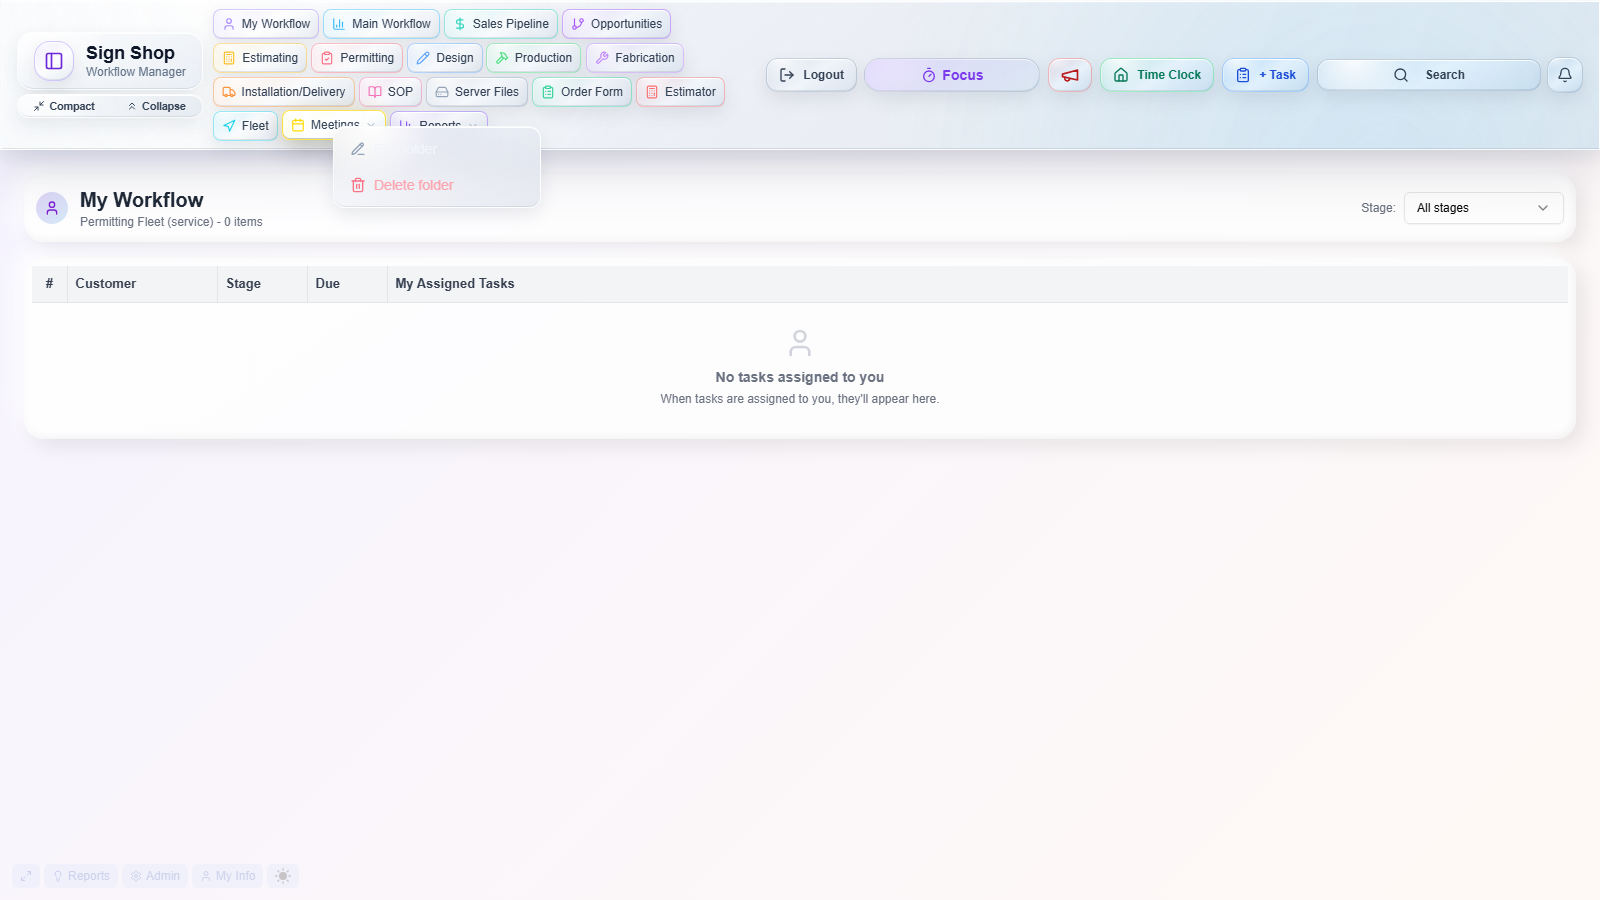 Sign Shop
Workflow Manager
Compact
Collapse
My Workflow
Main Workflow
Sales Pipeline
Opportunities
Estimating
Permitting
Design
Production
Fabrication
Installation/Delivery
SOP
Server Files
Order Form
Estimator
Fleet
Meetings
Reports
Logout
Focus
Time Clock
+ Task
Search
folder
Delete folder
My Workflow
Permitting Fleet (service) - 0 items
Stage:
All stages
# Customer Stage Due My Assigned Tasks
No tasks assigned to you
When tasks are assigned to you, they'll appear here.
Reports
Admin
My Info